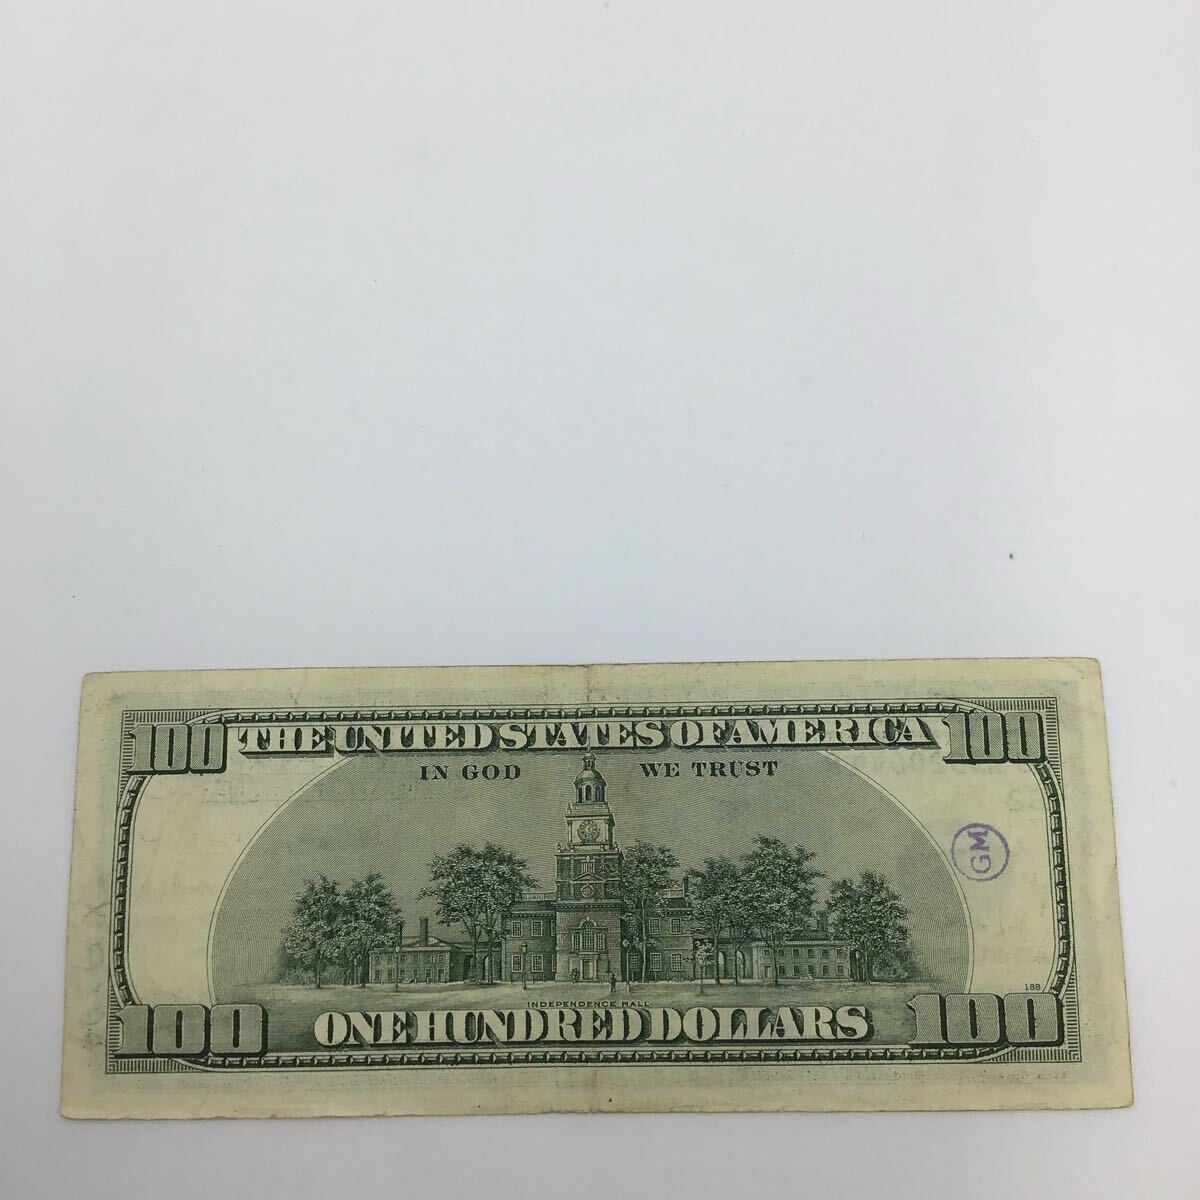 100 THE UNITED STATES OF AMERICA 100
IN GOD WE TRUST
GM
188
INDEPENDENCE HALL
100 ONE HUNDRED DOLLARS 100